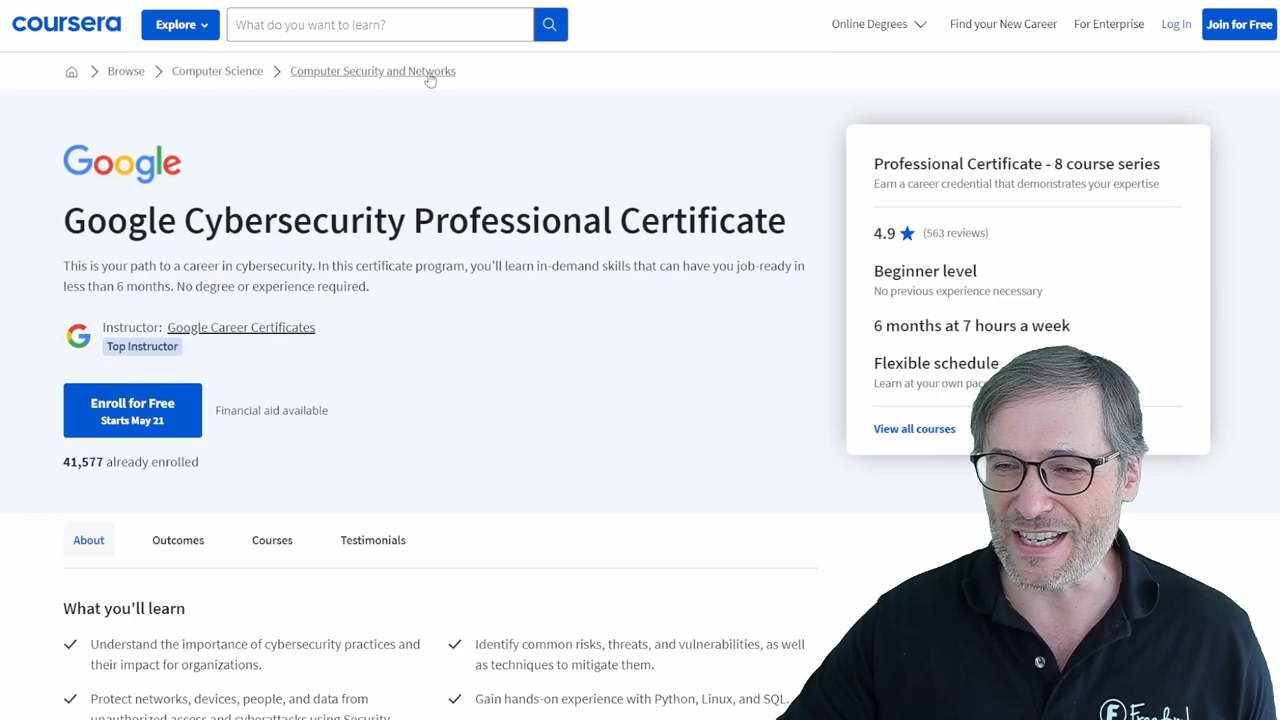 coursera
Explore
What do you want to learn?
Online Degrees
Find your New Career
For Enterprise
Log In
Join for Free
Browse
Computer Science
Computer Security and Networks
Google
Google Cybersecurity Professional Certificate
This is your path to a career in cybersecurity. In this certificate program, you'll learn in-demand skills that can have you job-ready in
less than 6 months. No degree or experience required.
G
Instructor: Google Career Certificates
Top Instructor
Enroll for Free
Starts May 21
Financial aid available
41,577 already enrolled
Professional Certificate - 8 course series
Earn a career credential that demonstrates your expertise
4.9 ★ (563 reviews)
Beginner level
No previous experience necessary
6 months at 7 hours a week
Flexible schedule
Learn at your own
View all courses
About
Outcomes
Courses
Testimonials
What you'll learn
Understand the importance of cybersecurity practices and
their impact for organizations.
Identify common risks, threats, and vulnerabilities, as well
as techniques to mitigate them.
Protect networks, devices, people, and data from
unauthorized access and cyberattacks using Security
Gain hands-on experience with Python, Linux, and SQL.